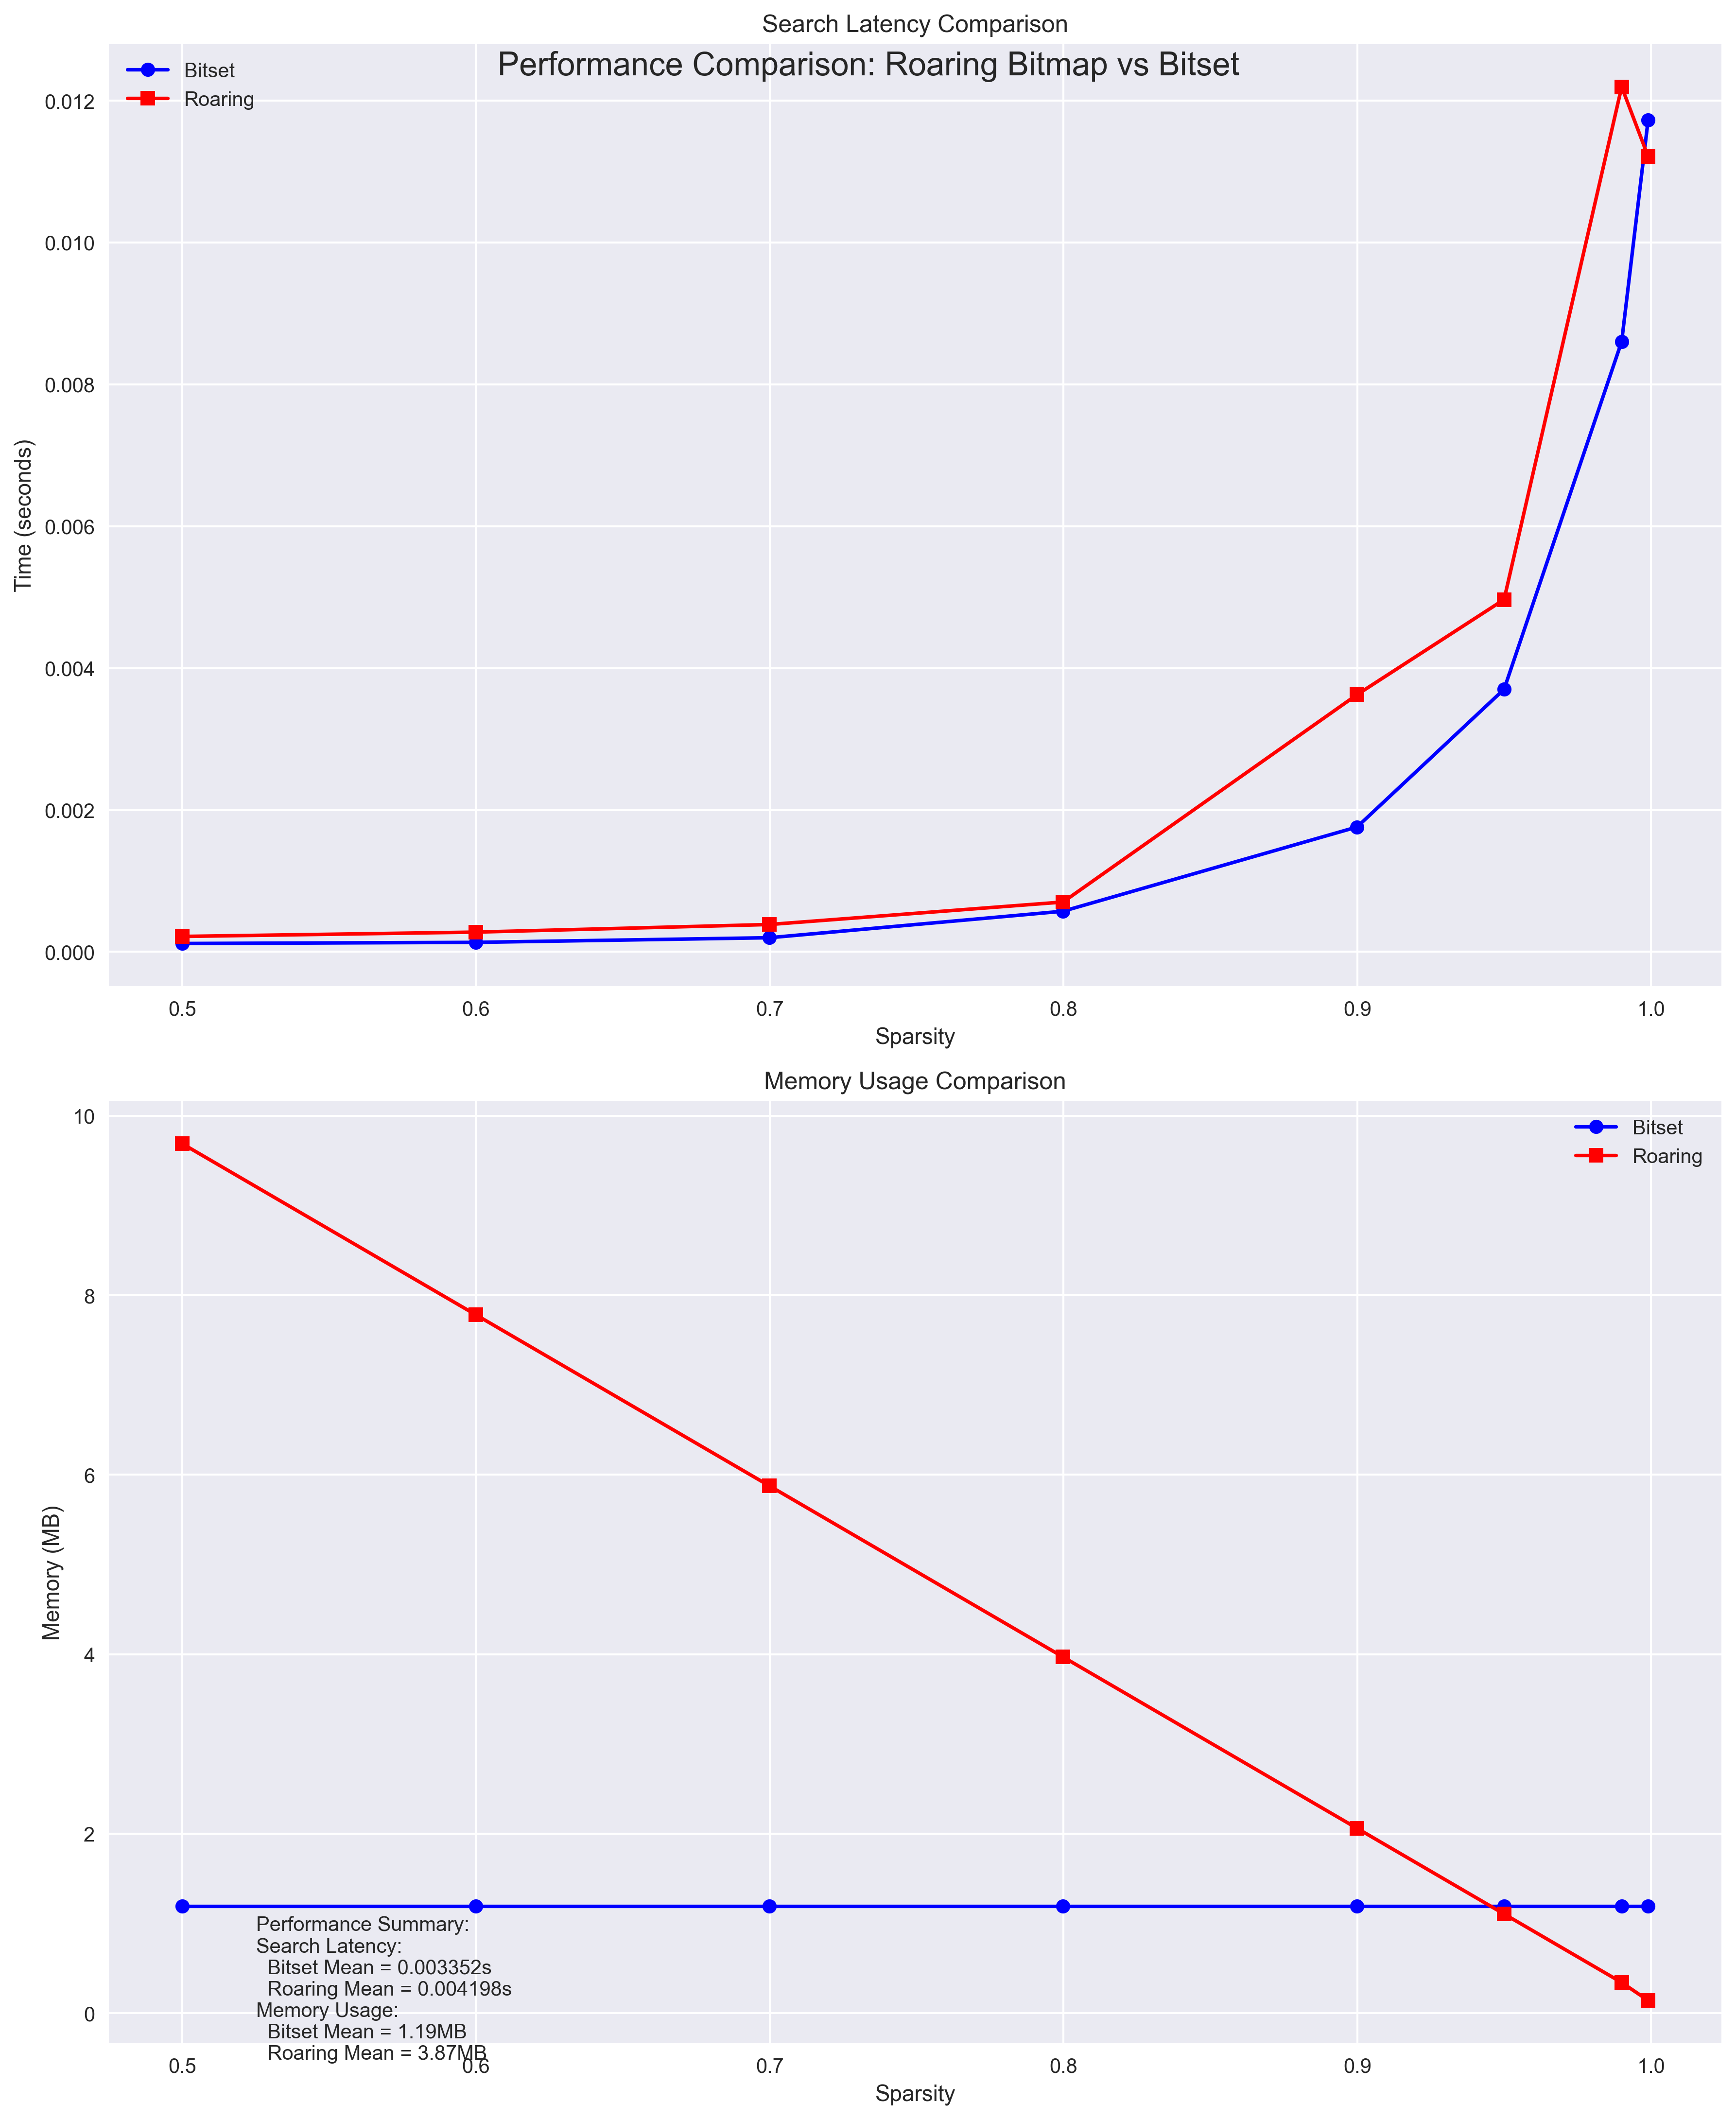 Search Latency Comparison
Performance Comparison: Roaring Bitmap vs Bitset
Bitset
Roaring
0.012
0.010
0.008
0.006
0.004
0.002
0.000
Time (seconds)
0.5 0.6 0.7 0.8 0.9 1.0
Sparsity
Memory Usage Comparison
Bitset
Roaring
10
8
6
4
2
0
Memory (MB)
Performance Summary:
Search Latency:
Bitset Mean = 0.003352s
Roaring Mean = 0.004198s
Memory Usage:
Bitset Mean = 1.19MB
Roaring Mean = 3.87MB
0.5 0.6 0.7 0.8 0.9 1.0
Sparsity